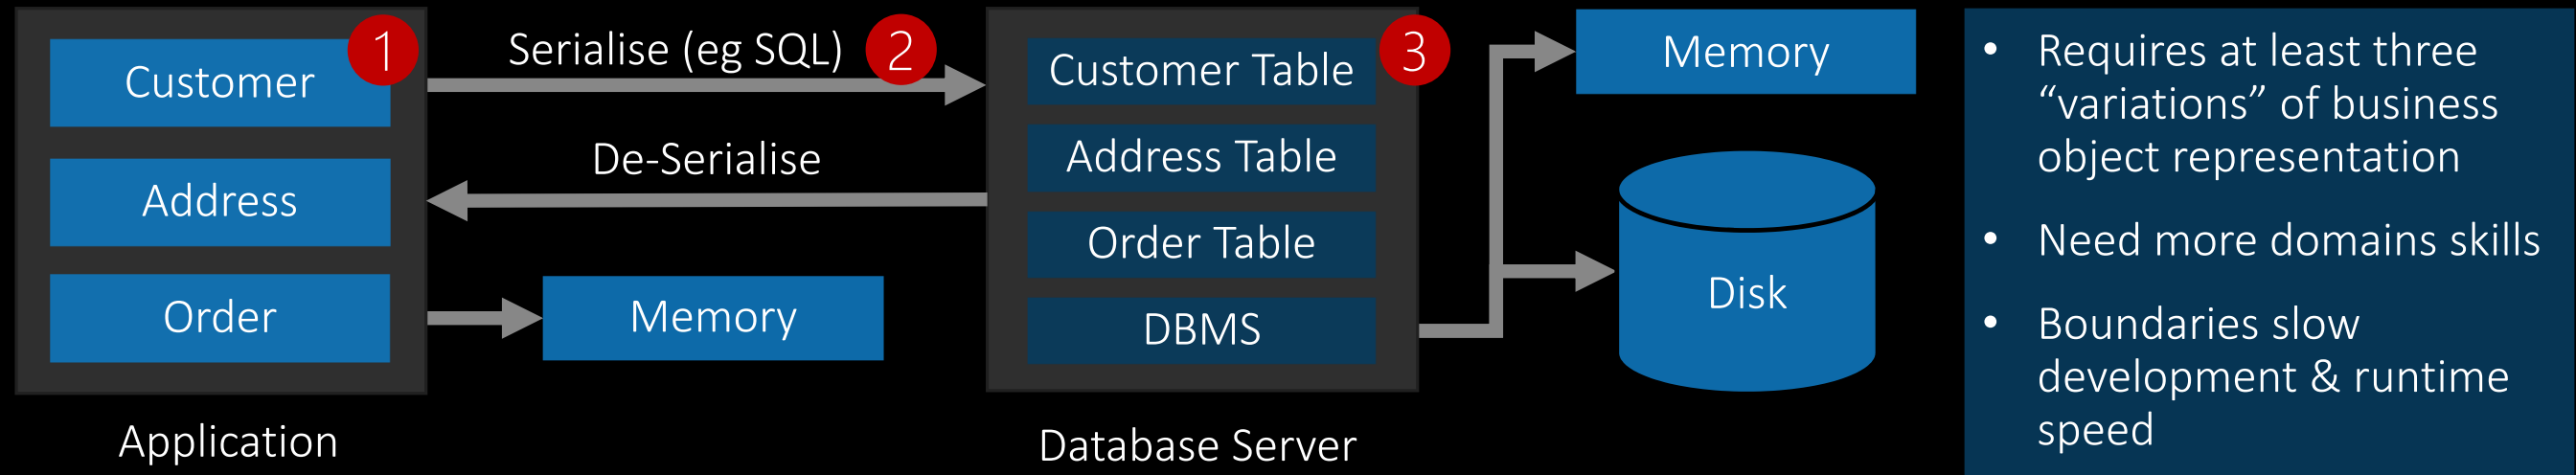 Customer
1
Address
Order
Application
Serialise (eg SQL)
2
De-Serialise
Memory
Customer Table
3
Address Table
Order Table
DBMS
Database Server
Memory
Disk
• Requires at least three
“variations” of business
object representation
• Need more domains skills
• Boundaries slow
development & runtime
speed